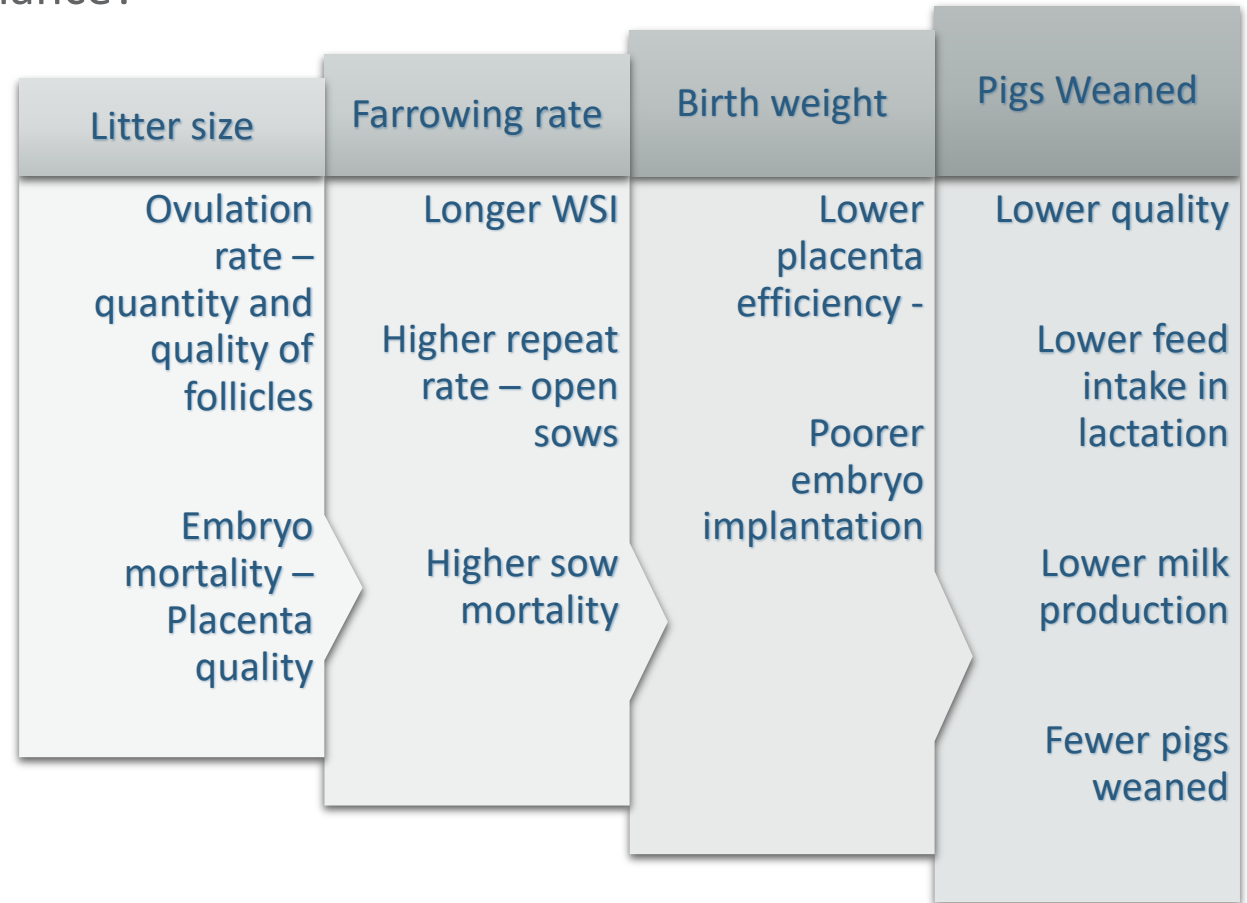 Litter size
Ovulation
rate –
quantity and
quality of
follicles
Embryo
mortality –
Placenta
quality
Farrowing rate
Longer WSI
Higher repeat
rate – open
sows
Higher sow
mortality
Birth weight
Lower
placenta
efficiency -
Poorer
embryo
implantation
Pigs Weaned
Lower quality
Lower feed
intake in
lactation
Lower milk
production
Fewer pigs
weaned